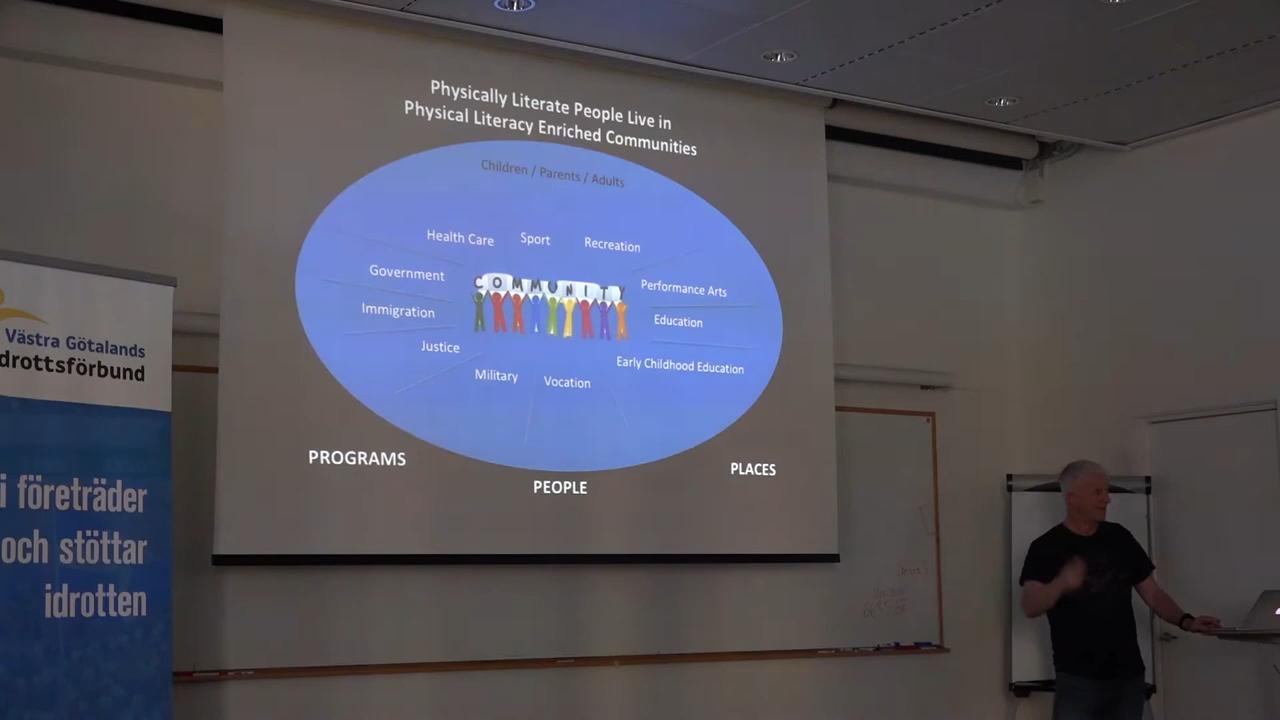 Physically Literate People Live in
Physical Literacy Enriched Communities
Children / Parents / Adults
Health Care
Sport
Recreation
Government
Performance Arts
COMMUNITY
Immigration
Education
Justice
Early Childhood Education
Military
Vocation
PROGRAMS
PEOPLE
PLACES
Västra Götalands
drottsförbund
i företräder
och stöttar
idrotten